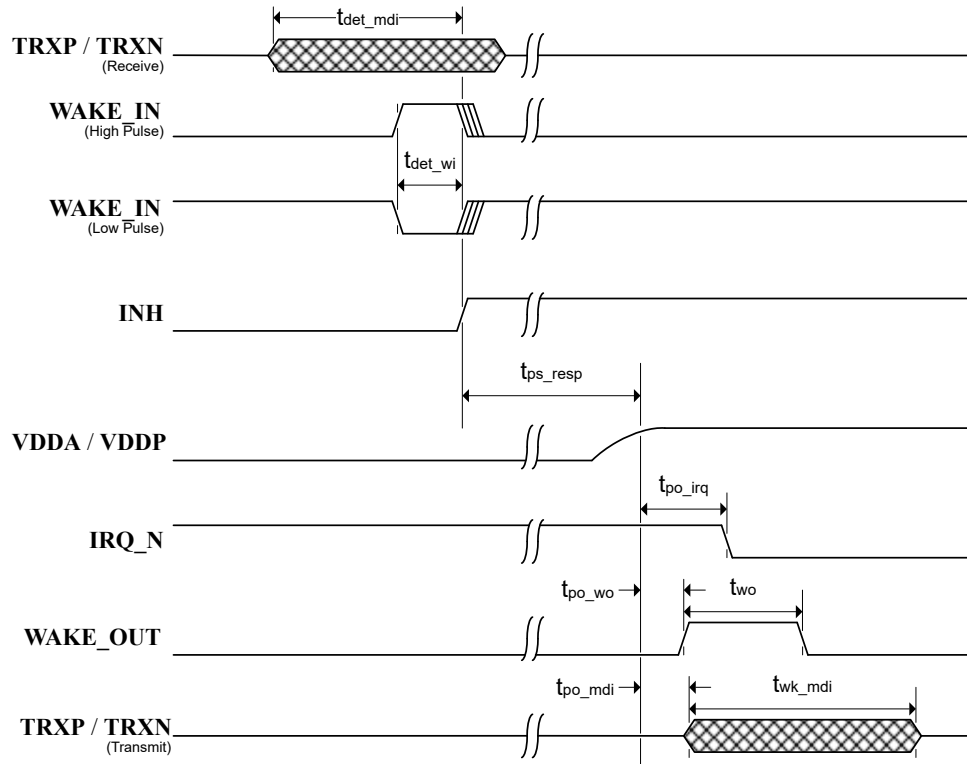 tdet_mdi
TRXP / TRXN
(Receive)
WAKE_IN
(High Pulse)
tdet_wi
WAKE_IN
(Low Pulse)
INH
tps_resp
VDDA / VDDP
tpo_irq
IRQ_N
tpo_wo
two
WAKE_OUT
tpo_mdi
twk_mdi
TRXP / TRXN
(Transmit)